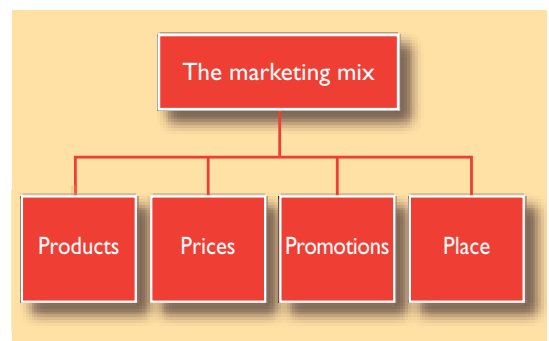 The marketing mix
Products
Prices
Promotions
Place